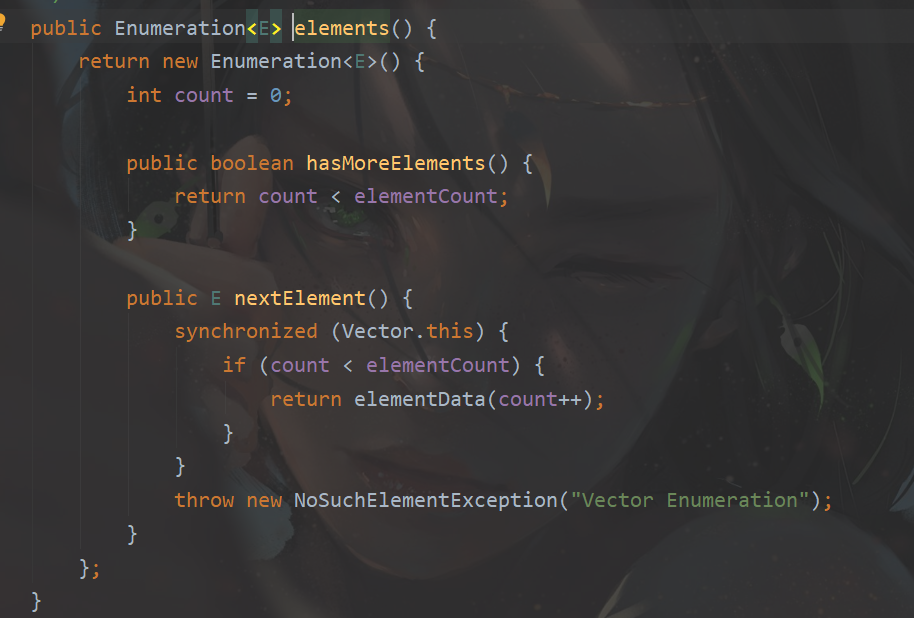 public Enumeration<E> elements() {
return new Enumeration<E>() {
int count = 0;
public boolean hasMoreElements() {
return count < elementCount;
}
public E nextElement() {
synchronized (Vector.this) {
if (count < elementCount) {
return elementData(count++);
}
}
throw new NoSuchElementException("Vector Enumeration");
}
};
}